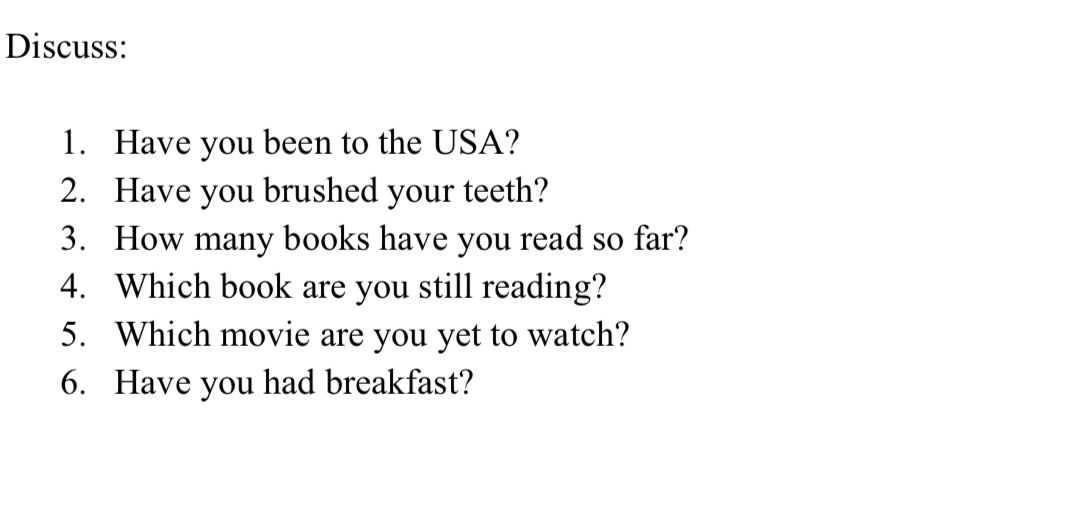 Discuss:
1. Have you been to the USA?
2. Have you brushed your teeth?
3. How many books have you read so far?
4. Which book are you still reading?
5. Which movie are you yet to watch?
6. Have you had breakfast?